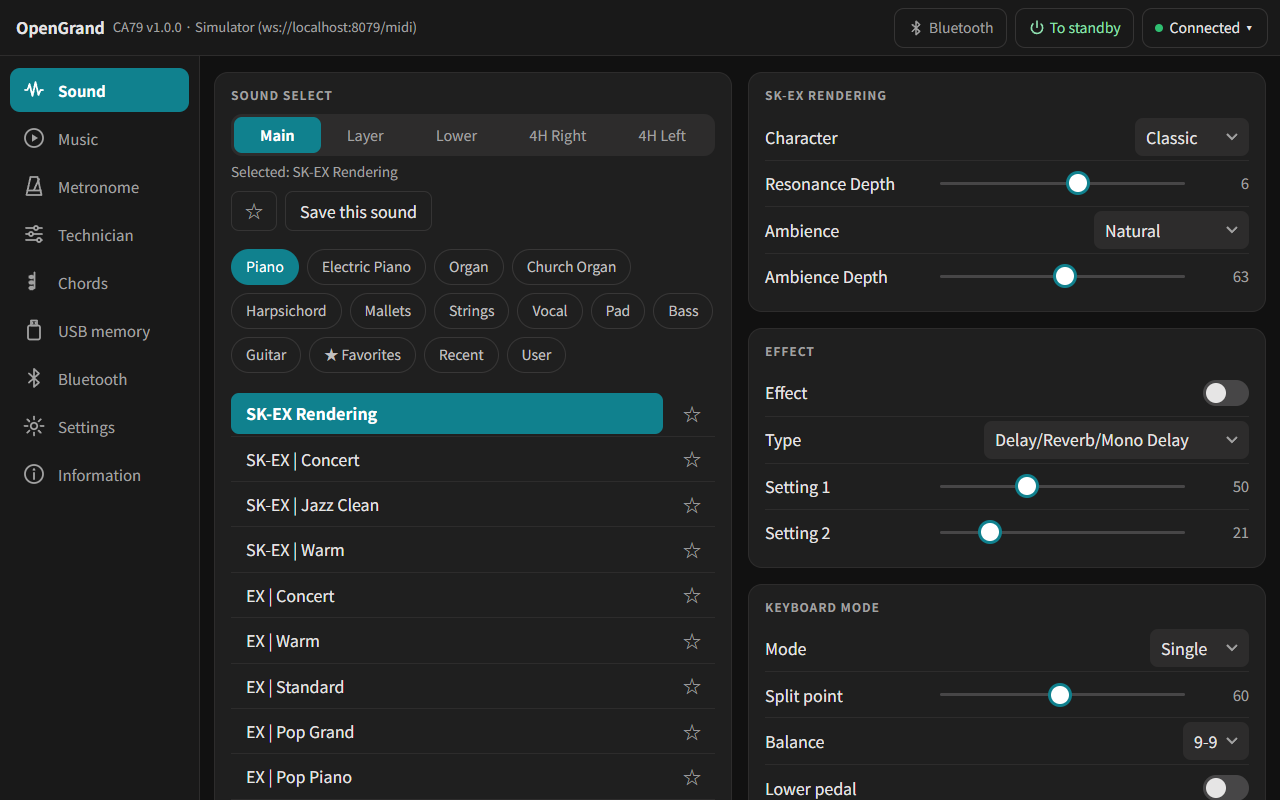 OpenGrand CA79 v1.0.0 · Simulator (ws://localhost:8079/midi)
Bluetooth
To standby
Connected ▾
Sound
Music
Metronome
Technician
Chords
USB memory
Bluetooth
Settings
Information
SOUND SELECT
Main Layer Lower 4H Right 4H Left
Selected: SK-EX Rendering
☆ Save this sound
Piano Electric Piano Organ Church Organ
Harpsichord Mallets Strings Vocal Pad Bass
Guitar ★ Favorites Recent User
SK-EX Rendering ☆
SK-EX | Concert ☆
SK-EX | Jazz Clean ☆
SK-EX | Warm ☆
EX | Concert ☆
EX | Warm ☆
EX | Standard ☆
EX | Pop Grand ☆
EX | Pop Piano ☆
SK-EX RENDERING
Character Classic
Resonance Depth 6
Ambience Natural
Ambience Depth 63
EFFECT
Effect
Type Delay/Reverb/Mono Delay
Setting 1 50
Setting 2 21
KEYBOARD MODE
Mode Single
Split point 60
Balance 9-9
Lower pedal